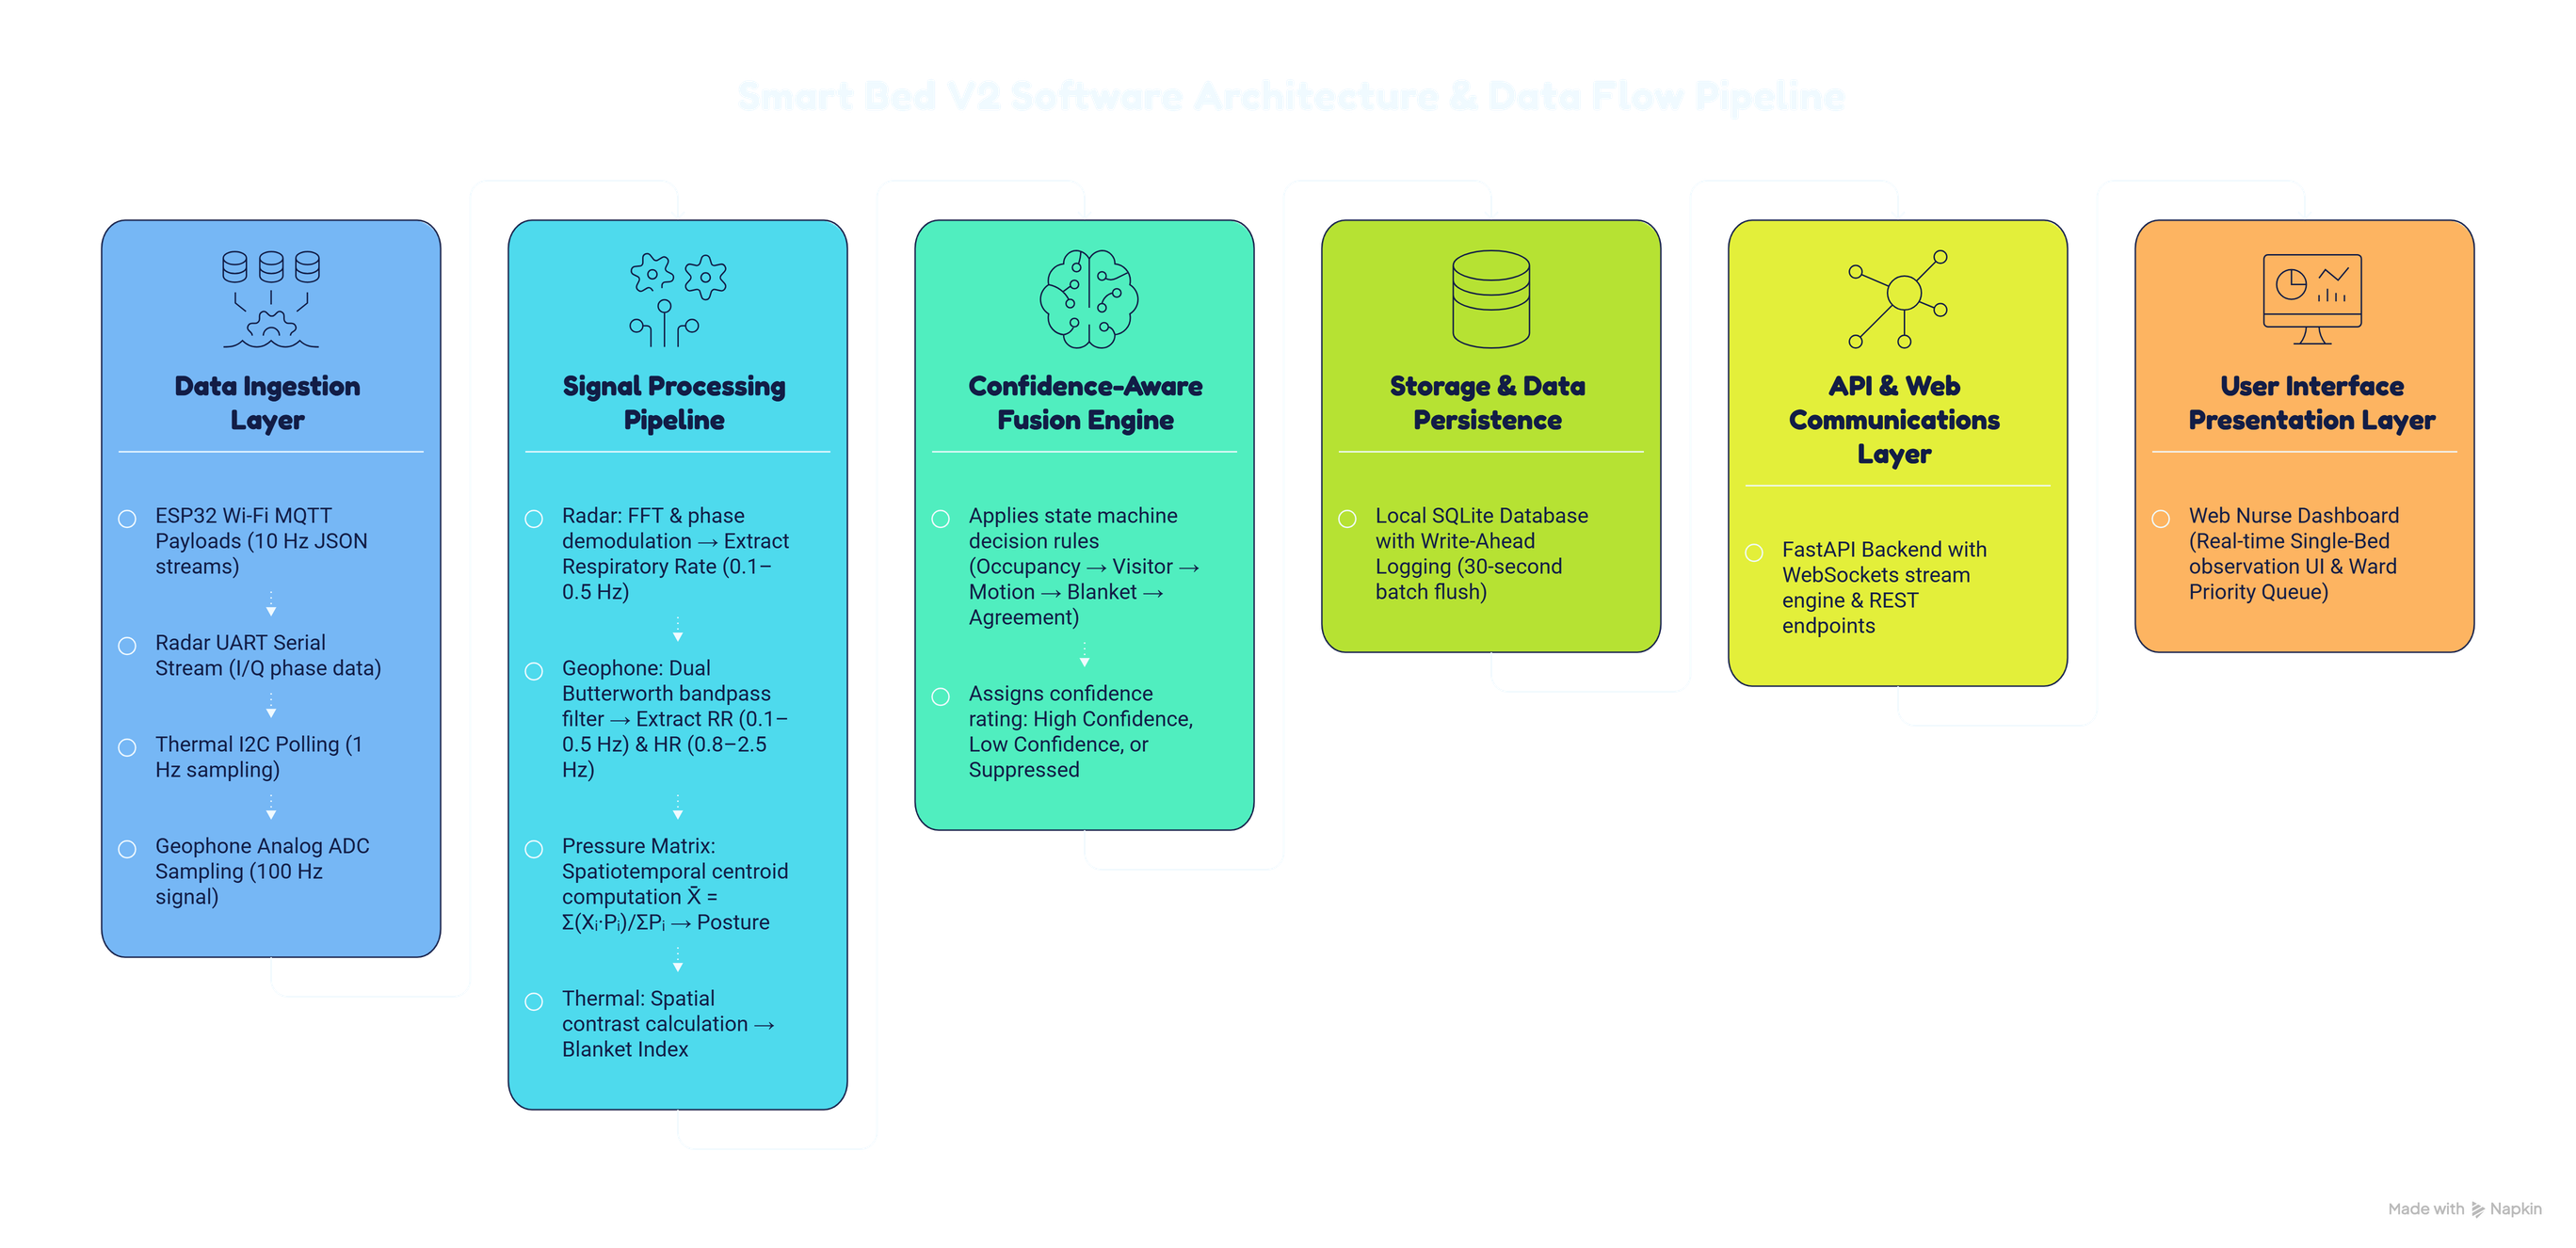 Smart Bed V2 Software Architecture & Data Flow Pipeline
Data Ingestion
Layer
ESP32 Wi-Fi MQTT
Payloads (10 Hz JSON
streams)
Radar UART Serial
Stream (I/Q phase data)
Thermal I2C Polling (1
Hz sampling)
Geophone Analog ADC
Sampling (100 Hz
signal)
Signal Processing
Pipeline
Radar: FFT & phase
demodulation → Extract
Respiratory Rate (0.1–
0.5 Hz)
Geophone: Dual
Butterworth bandpass
filter → Extract RR (0.1–
0.5 Hz) & HR (0.8–2.5
Hz)
Pressure Matrix:
Spatiotemporal centroid
computation X̄ =
Σ(Xᵢ·Pᵢ)/ΣPᵢ → Posture
Thermal: Spatial
contrast calculation →
Blanket Index
Confidence-Aware
Fusion Engine
Applies state machine
decision rules
(Occupancy → Visitor →
Motion → Blanket →
Agreement)
Assigns confidence
rating: High Confidence,
Low Confidence, or
Suppressed
Storage & Data
Persistence
Local SQLite Database
with Write-Ahead
Logging (30-second
batch flush)
API & Web
Communications
Layer
FastAPI Backend with
WebSockets stream
engine & REST
endpoints
User Interface
Presentation Layer
Web Nurse Dashboard
(Real-time Single-Bed
observation UI & Ward
Priority Queue)
Made with Napkin